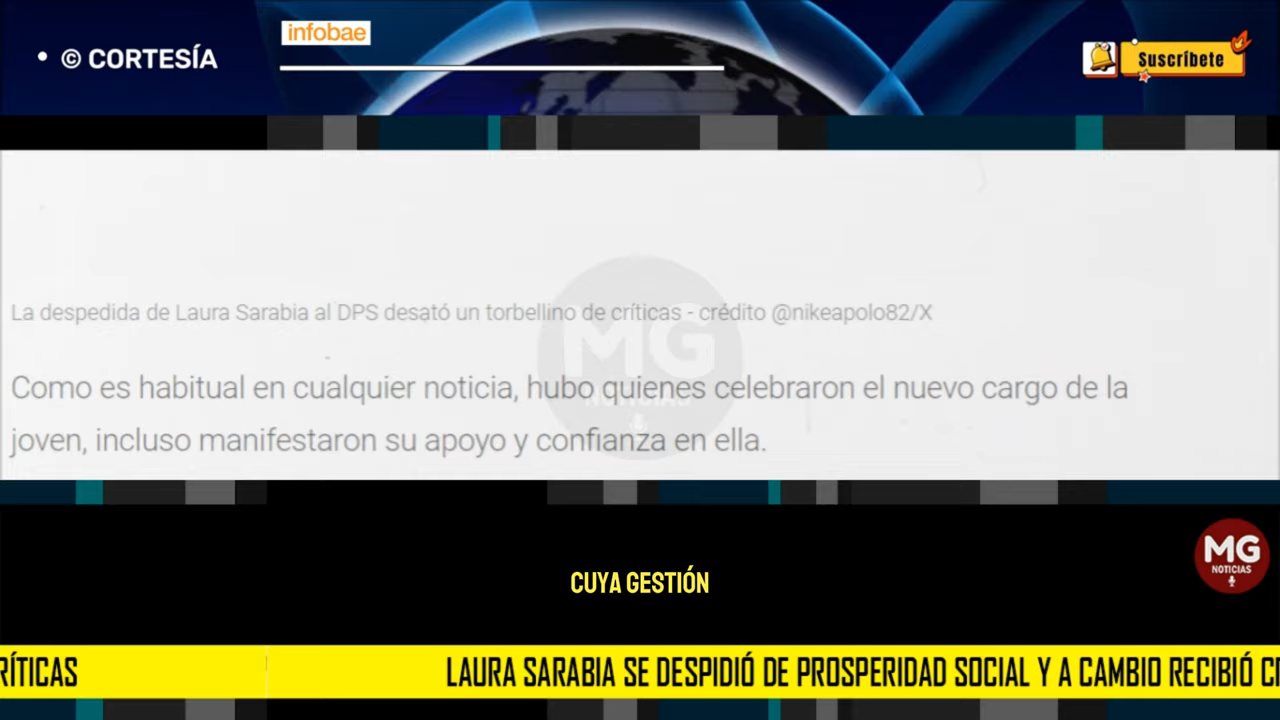 • © CORTESÍA
infobae
Suscríbete
La despedida de Laura Sarabia al DPS desató un torbellino de críticas - crédito @nikeapolo82/X
MG
NOTICIAS
Como es habitual en cualquier noticia, hubo quienes celebraron el nuevo cargo de la
joven, incluso manifestaron su apoyo y confianza en ella.
MG
NOTICIAS
CUYA GESTIÓN
RÍTICAS LAURA SARABIA SE DESPIDIÓ DE PROSPERIDAD SOCIAL Y A CAMBIO RECIBIÓ